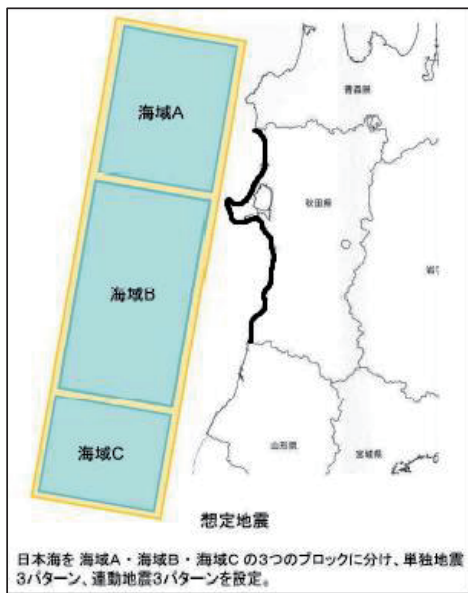 海域A
青森県
秋田県
海域B
山形県
宮城県
海域C
想定地震
日本海を 海域A・海域B・海域C の3つのブロックに分け、単独地震
3パターン、連動地震3パターンを設定。